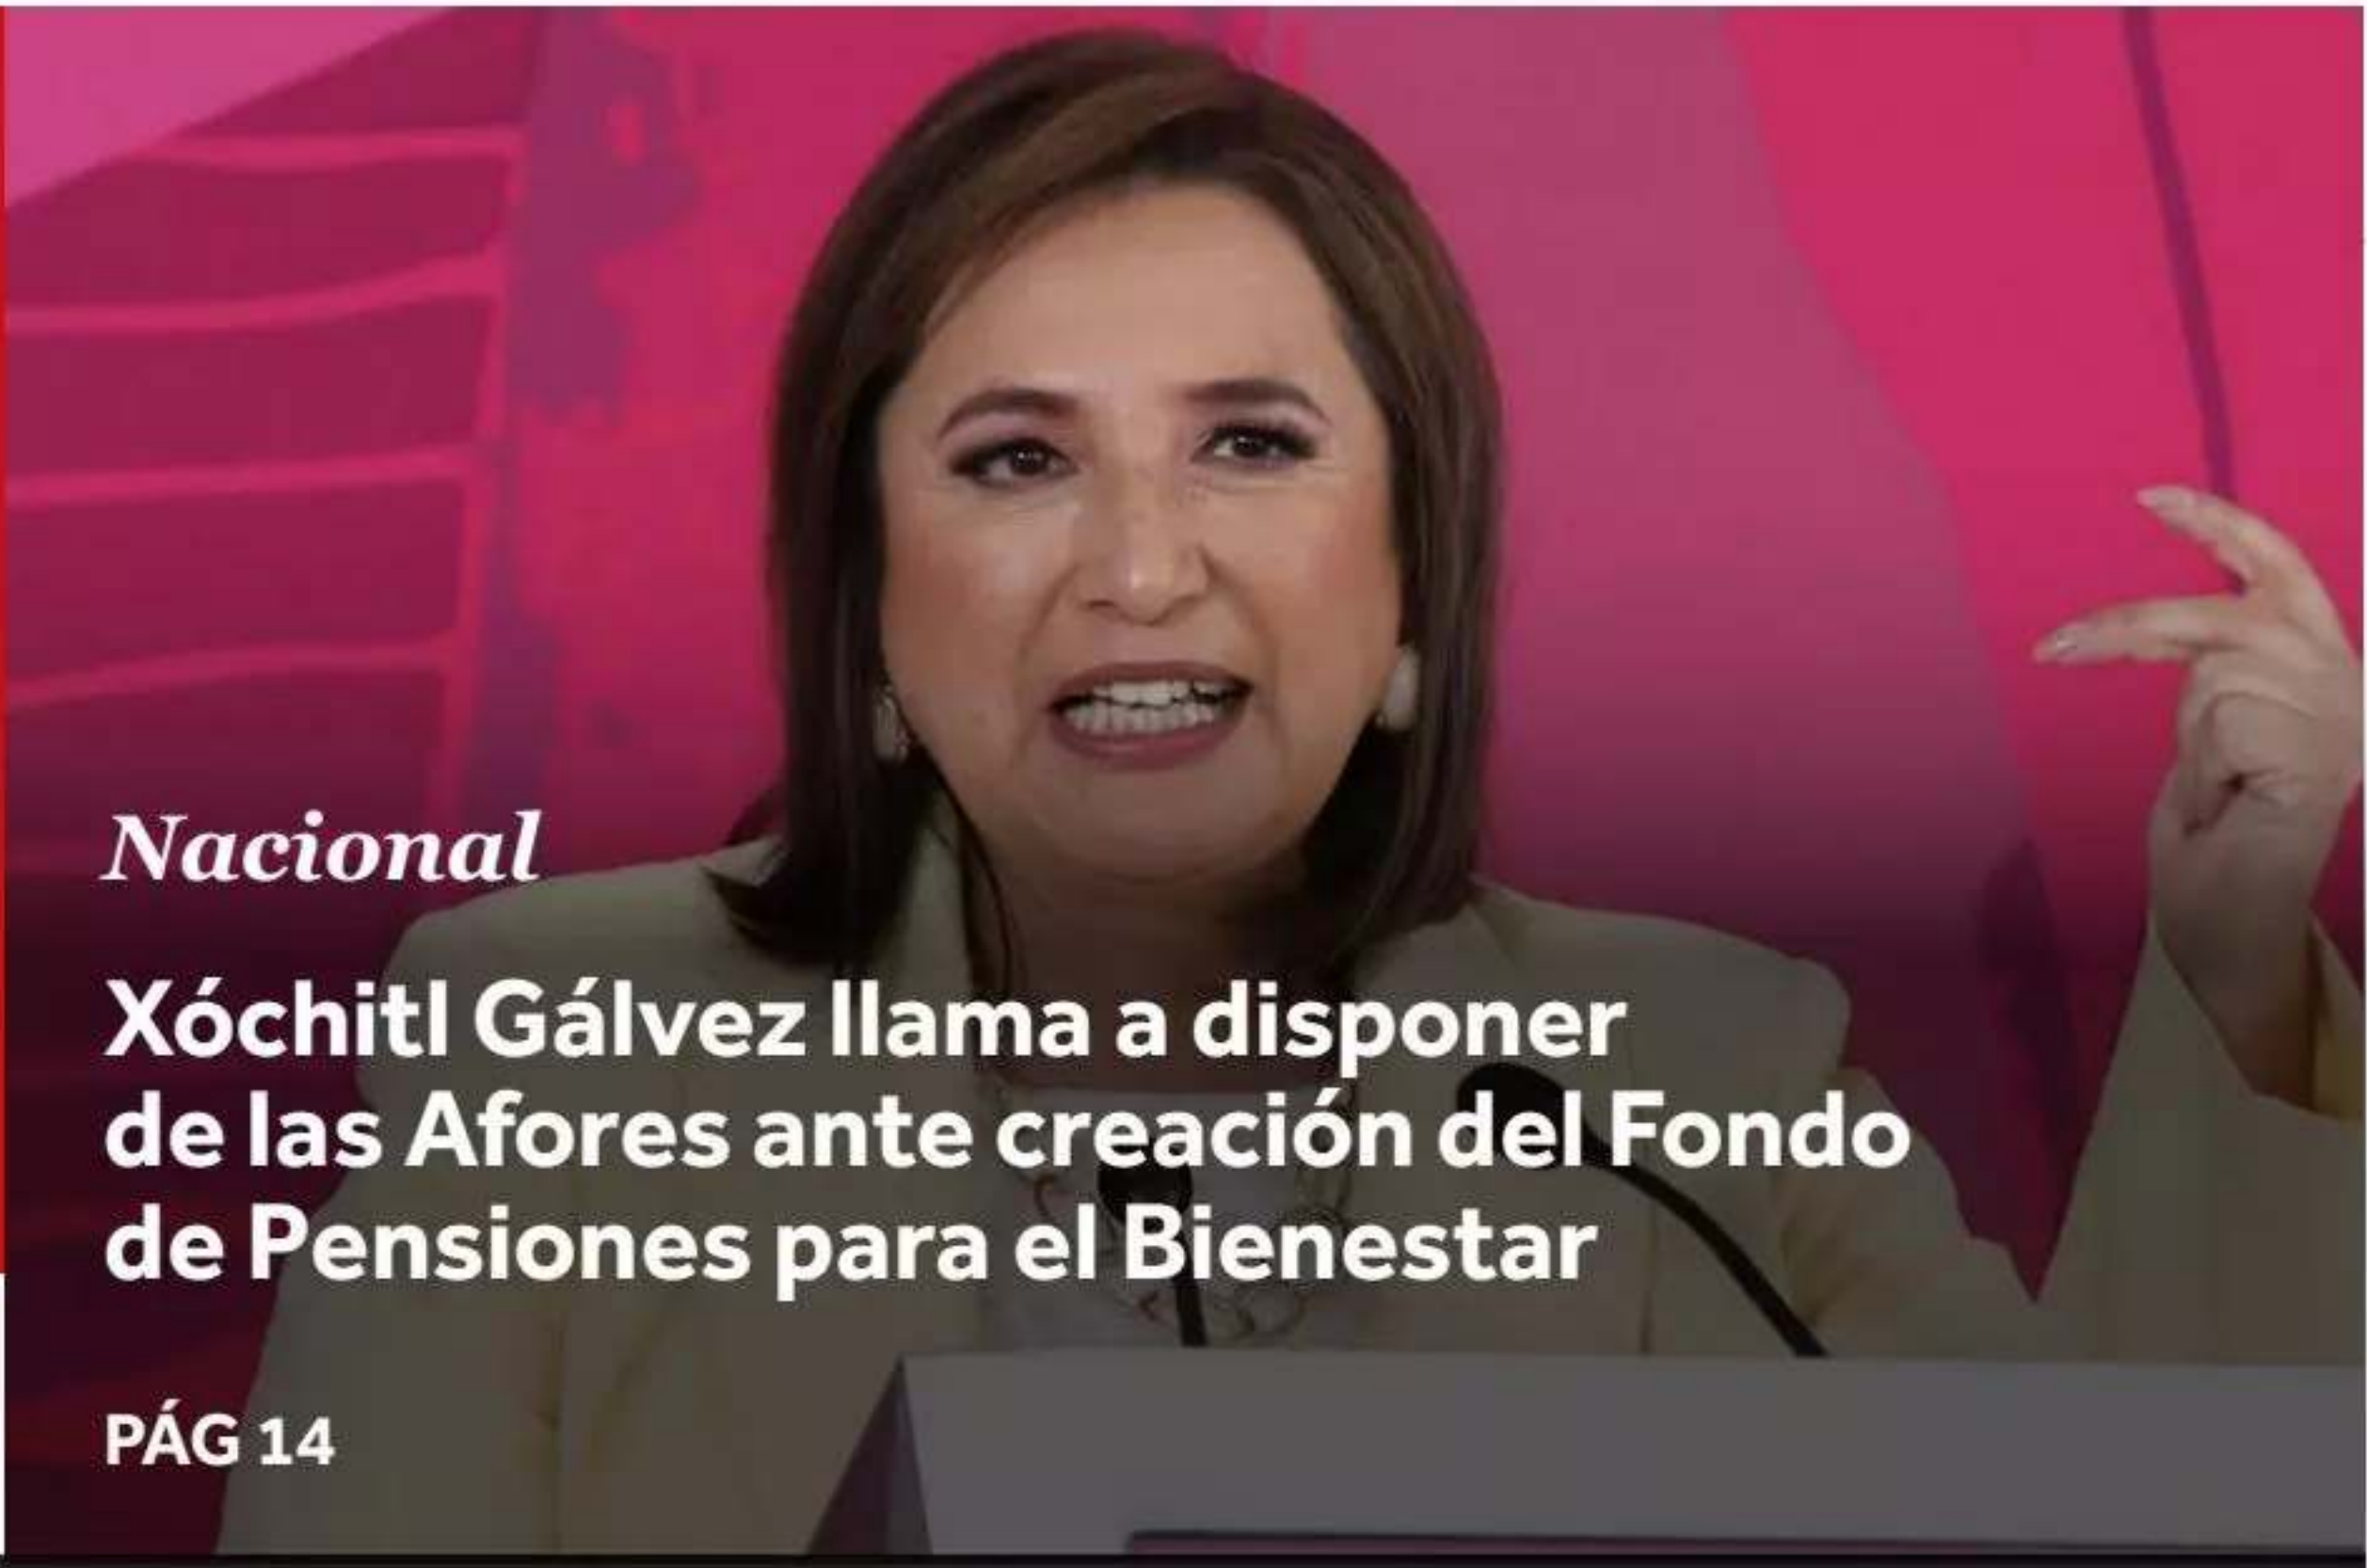 Nacional
Xóchitl Gálvez llama a disponer
de las Afores ante creación del Fondo
de Pensiones para el Bienestar
PÁG 14